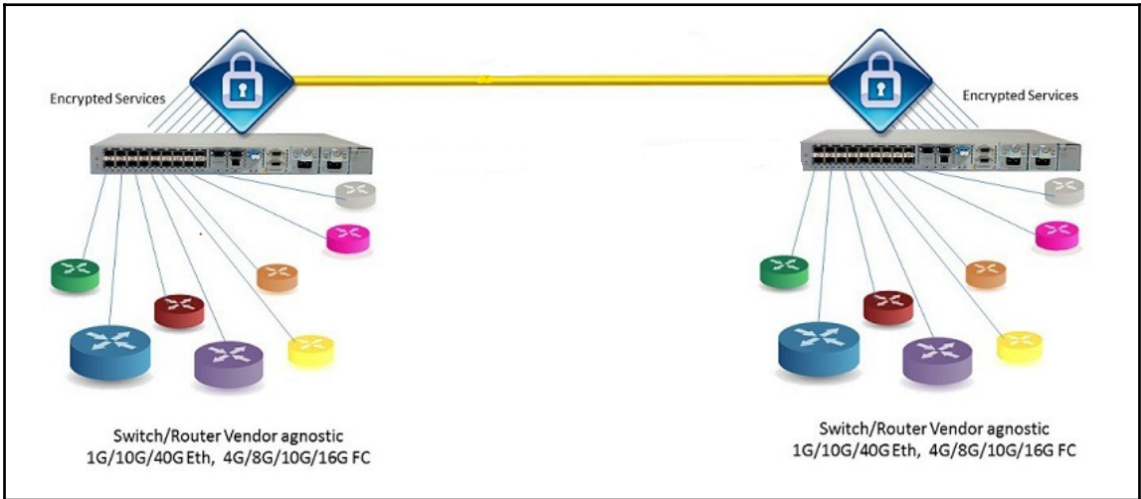 Encrypted Services
Encrypted Services
Switch/Router Vendor agnostic
1G/10G/40G Eth, 4G/8G/10G/16G FC
Switch/Router Vendor agnostic
1G/10G/40G Eth, 4G/8G/10G/16G FC